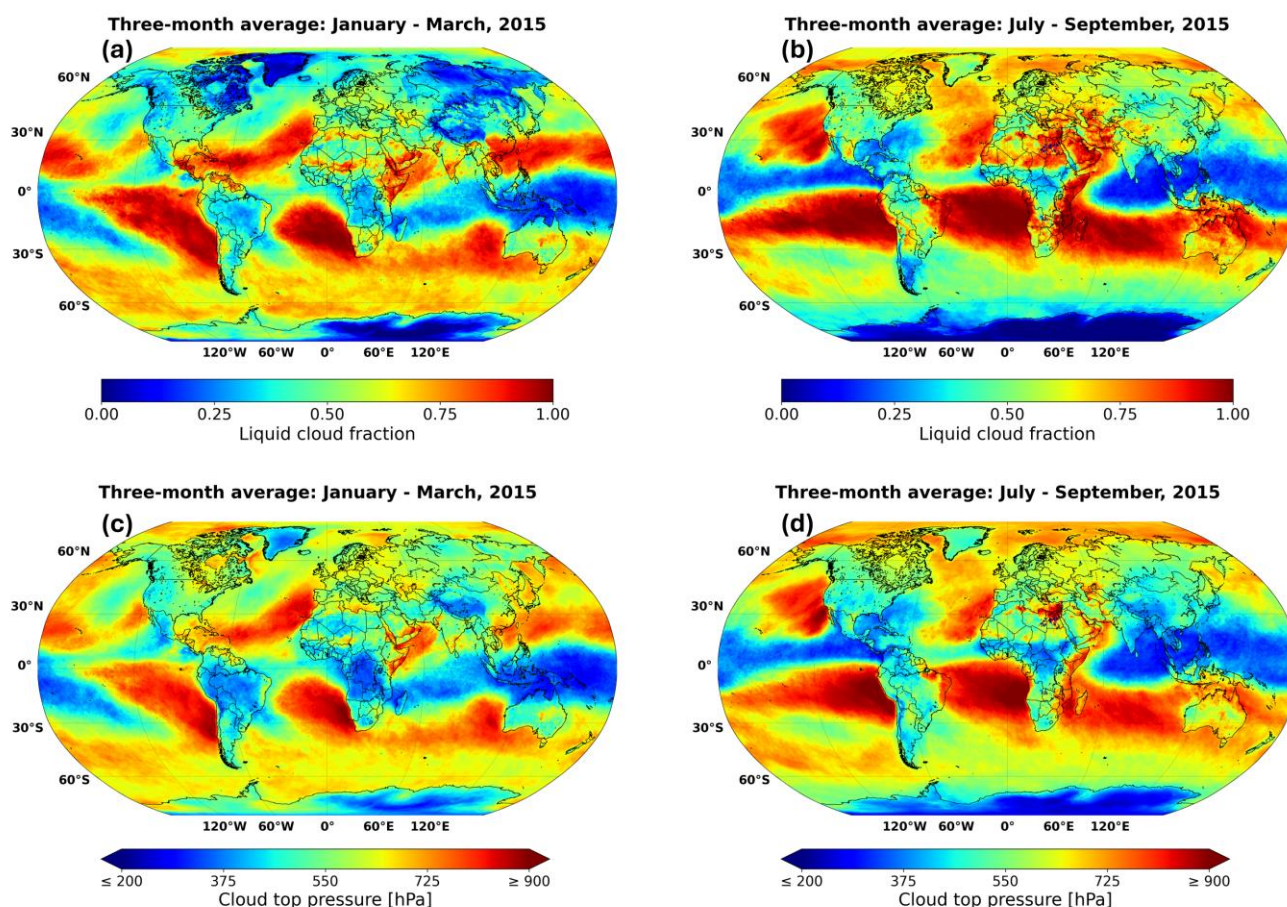 Three-month average: January - March, 2015
(a)
60°N
30°N
0°
30°S
60°S
120°W 60°W 0° 60°E 120°E
0.00 0.25 0.50 0.75 1.00
Liquid cloud fraction
Three-month average: July - September, 2015
(b)
60°N
30°N
0°
30°S
60°S
120°W 60°W 0° 60°E 120°E
0.00 0.25 0.50 0.75 1.00
Liquid cloud fraction
Three-month average: January - March, 2015
(c)
60°N
30°N
0°
30°S
60°S
120°W 60°W 0° 60°E 120°E
≤ 200 375 550 725 ≥ 900
Cloud top pressure [hPa]
Three-month average: July - September, 2015
(d)
60°N
30°N
0°
30°S
60°S
120°W 60°W 0° 60°E 120°E
≤ 200 375 550 725 ≥ 900
Cloud top pressure [hPa]